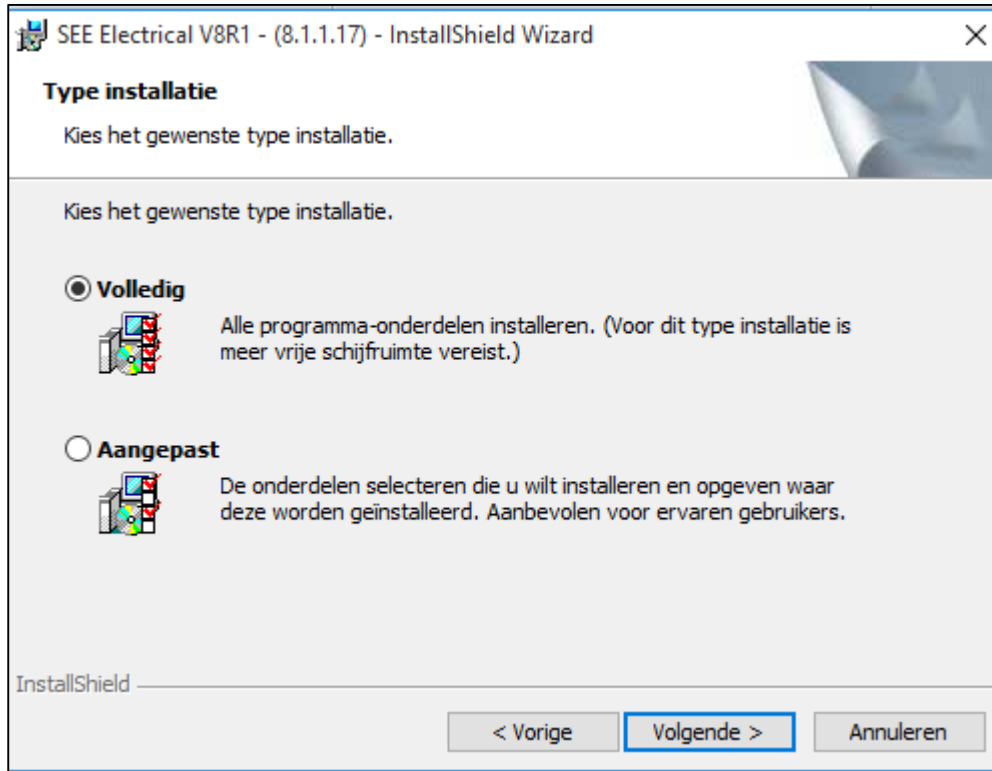 SEE Electrical V8R1 - (8.1.1.17) - InstallShield Wizard
Type installatie
Kies het gewenste type installatie.
Kies het gewenste type installatie.
Volledig
Alle programma-onderdelen installeren. (Voor dit type installatie is
meer vrije schijfruimte vereist.)
Aangepast
De onderdelen selecteren die u wilt installeren en opgeven waar
deze worden geïnstalleerd. Aanbevolen voor ervaren gebruikers.
InstallShield
< Vorige Volgende > Annuleren